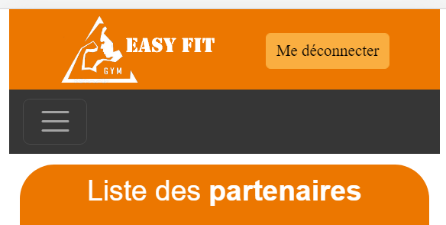 EASY FIT
GYM
Me déconnecter
Liste des partenaires